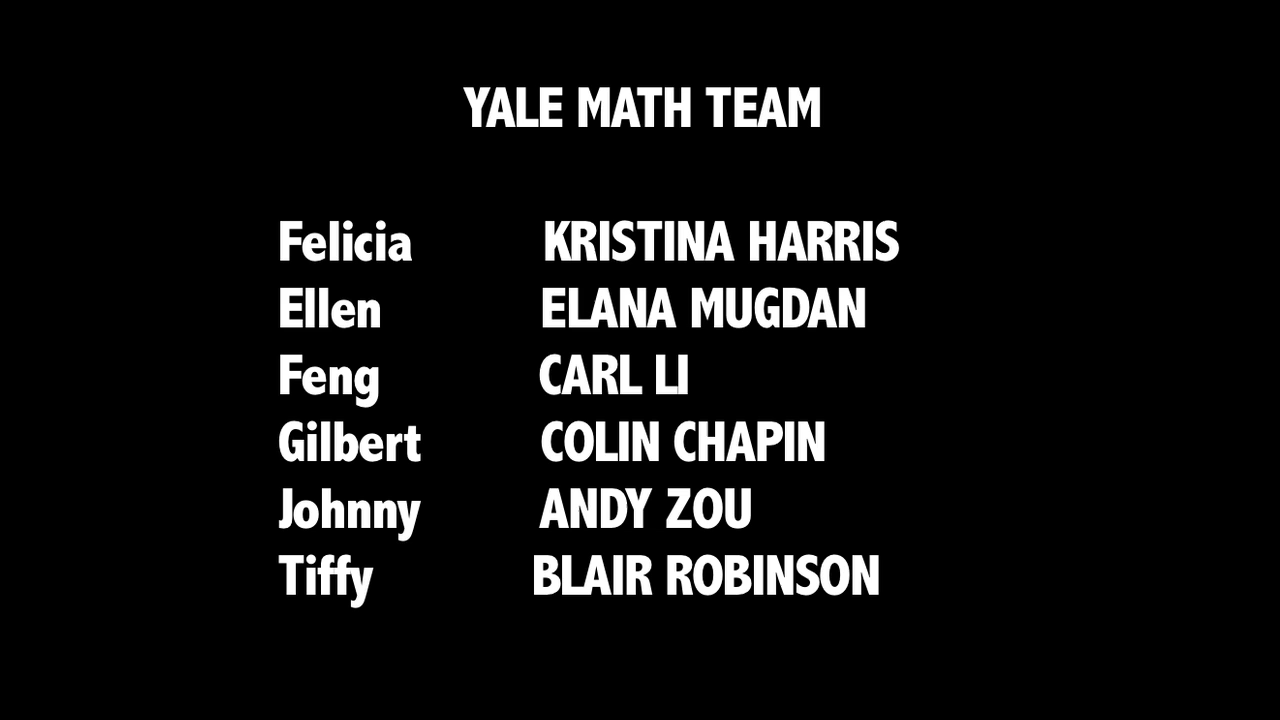 YALE MATH TEAM
Felicia KRISTINA HARRIS
Ellen ELANA MUGDAN
Feng CARL LI
Gilbert COLIN CHAPIN
Johnny ANDY ZOU
Tiffy BLAIR ROBINSON